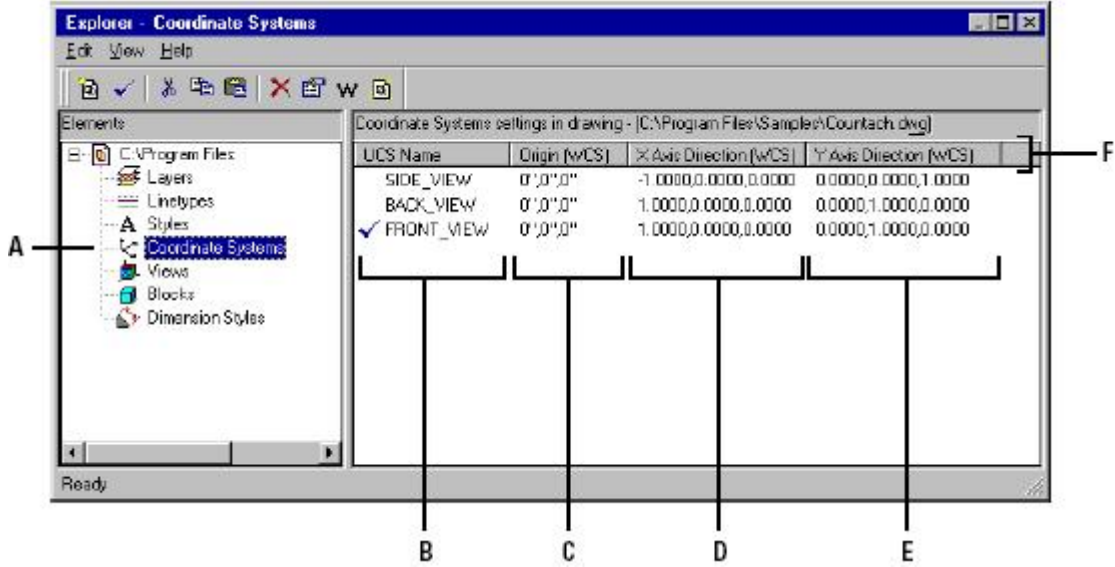 Explorer - Coordinate Systems
Edit View Help
W
Elements
Coordinate Systems settings in drawing - [C:\Program Files\Samples\Countach.dwg]
C:\Program Files
Layers
Linetypes
A Styles
Coordinate Systems
Views
Blocks
Dimension Styles
UCS Name Origin (WCS) X Axis Direction (WCS) Y Axis Direction (WCS)
SIDE_VIEW 0",0",0" -1.0000,0.0000,0.0000 0.0000,0.0000,1.0000
BACK_VIEW 0",0",0" 1.0000,0.0000,0.0000 0.0000,1.0000,0.0000
FRONT_VIEW 0",0",0" 1.0000,0.0000,0.0000 0.0000,1.0000,0.0000
F
A
Ready
B C D E